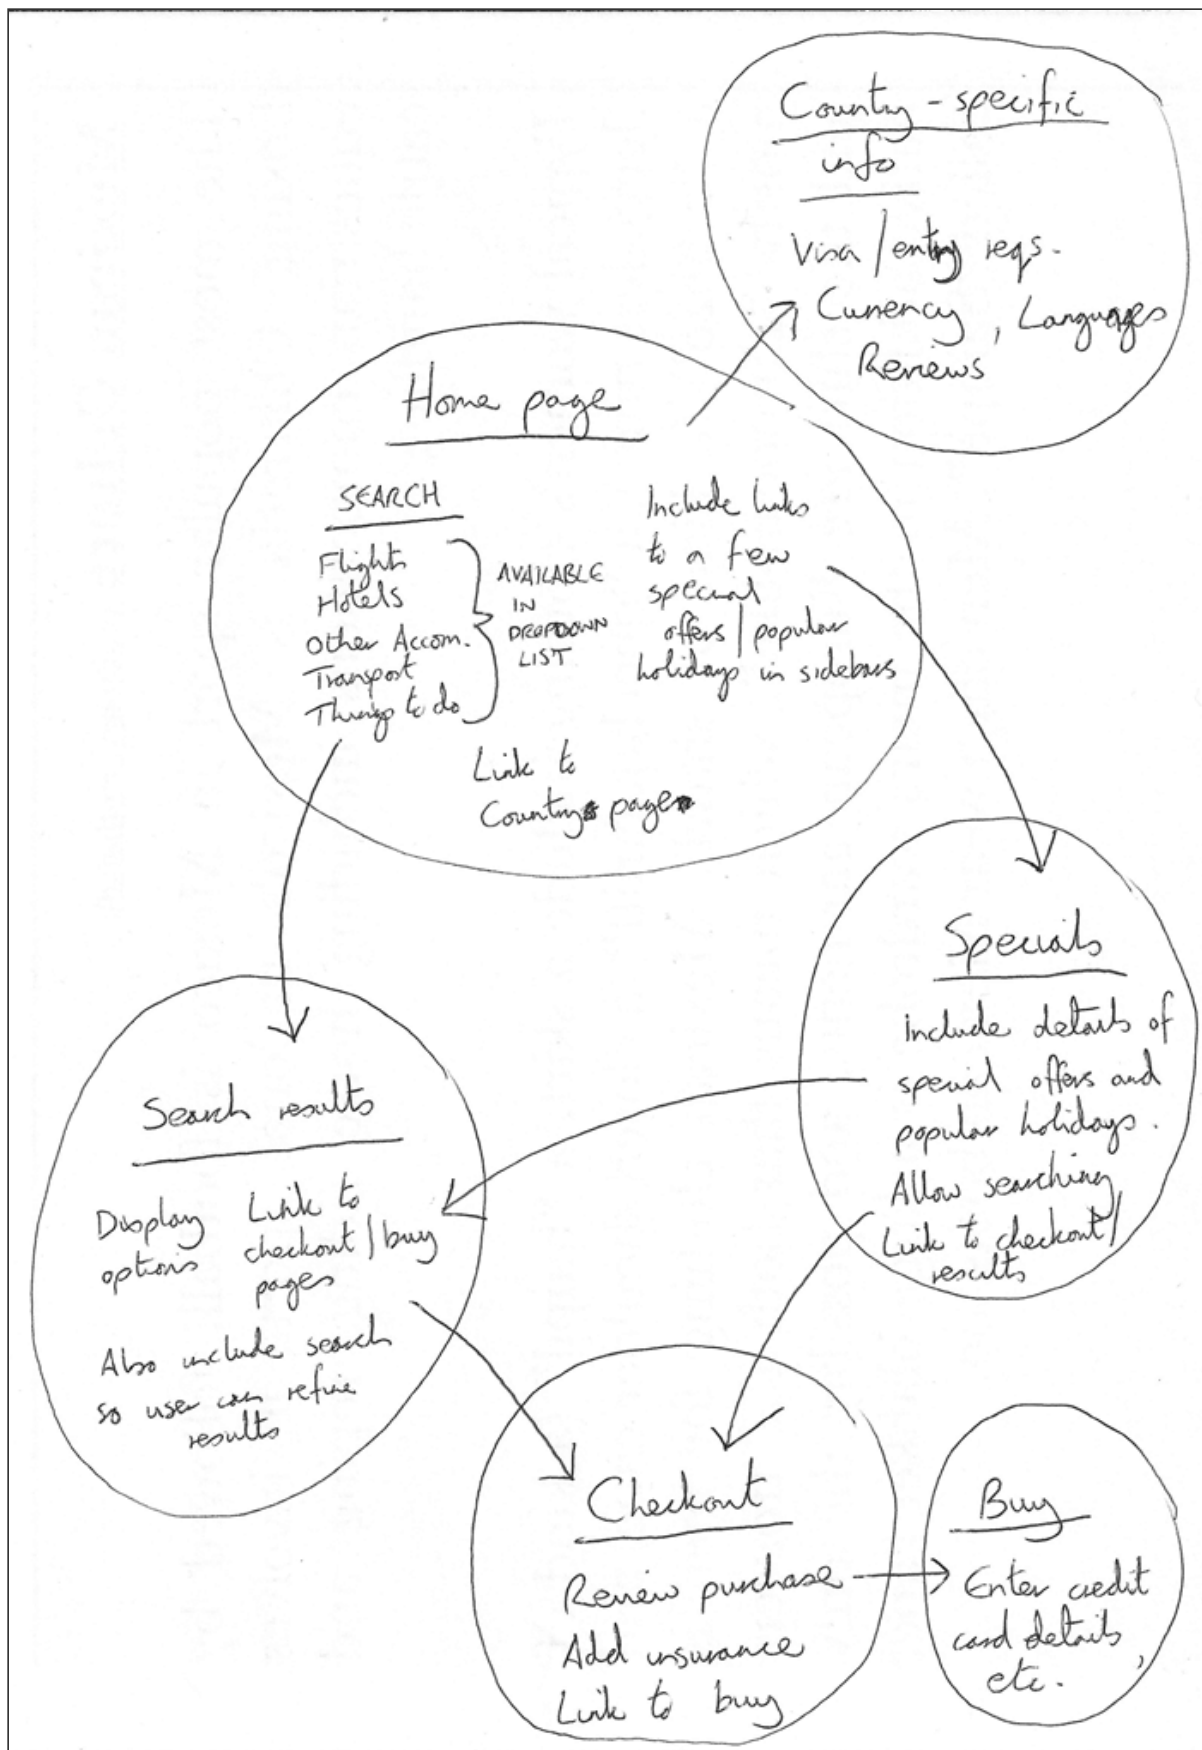 Country-specific
info
Visa/entry reqs.
Currency, Languages
Reviews
Home page
SEARCH
Flights
Hotels
Other Accom.
Transport
Things to do
AVAILABLE
IN
DROPDOWN
LIST
Include links
to a few
special
offers/popular
holidays in sidebars
Link to
Country page
Specials
Include details of
special offers and
popular holidays.
Allow searching
Link to checkout/
results
Search results
Display
options
Link to
checkout/buy
pages
Also include search
so user can refine
results
Checkout
Review purchase
Add insurance
Link to buy
Buy
Enter credit
card details,
etc.